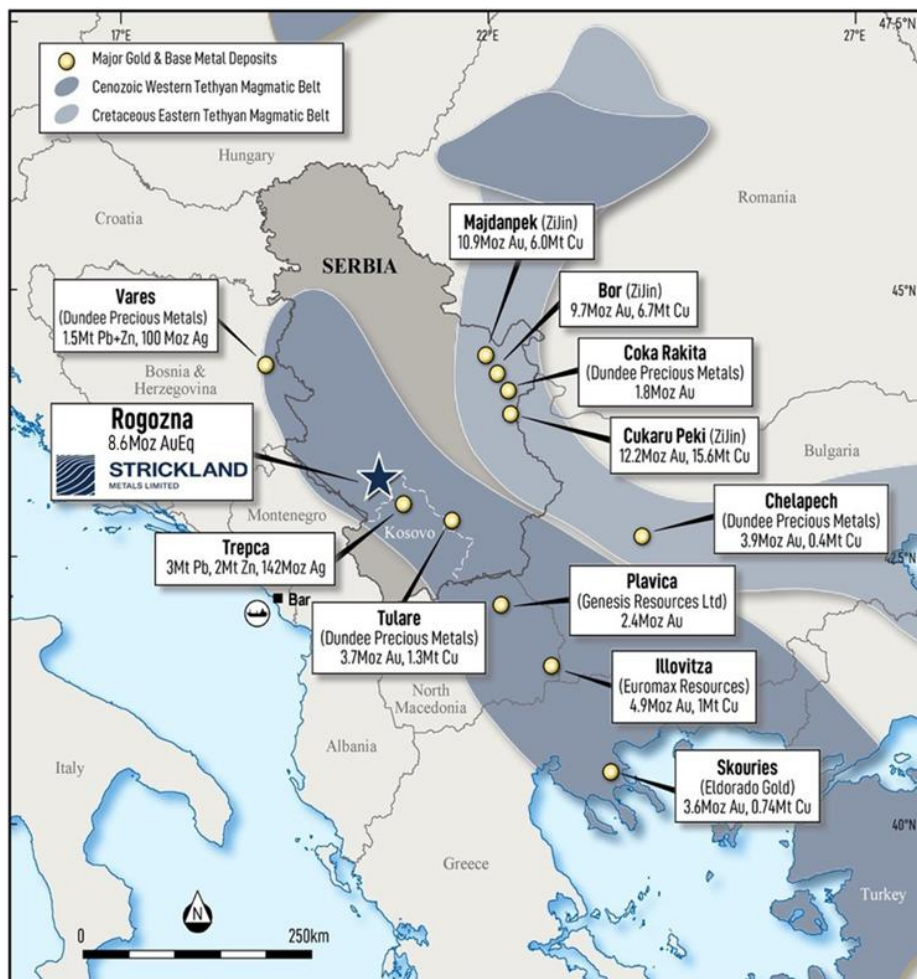 17°E
22°E
27°E
47.5°N
Major Gold & Base Metal Deposits
Cenozoic Western Tethyan Magmatic Belt
Cretaceous Eastern Tethyan Magmatic Belt
Hungary
Romania
Croatia
Majdanpek (ZiJin)
10.9Moz Au, 6.0Mt Cu
SERBIA
Bor (ZiJin)
9.7Moz Au, 6.7Mt Cu
45°N
Vares
(Dundee Precious Metals)
1.5Mt Pb+Zn, 100 Moz Ag
Coka Rakita
(Dundee Precious Metals)
1.8Moz Au
Bosnia &
Herzegovina
Cukaru Peki (ZiJin)
12.2Moz Au, 15.6Mt Cu
Rogozna
8.6Moz AuEq
STRICKLAND
METALS LIMITED
Bulgaria
Chelapech
(Dundee Precious Metals)
3.9Moz Au, 0.4Mt Cu
Montenegro
Kosovo
42.5°N
Trepca
3Mt Pb, 2Mt Zn, 142Moz Ag
Plavica
(Genesis Resources Ltd)
2.4Moz Au
Bar
Tulare
(Dundee Precious Metals)
3.7Moz Au, 1.3Mt Cu
Illovitza
(Euromax Resources)
4.9Moz Au, 1Mt Cu
North
Macedonia
Albania
Italy
Skouries
(Eldorado Gold)
3.6Moz Au, 0.74Mt Cu
40°N
Greece
Turkey
N
0
250km